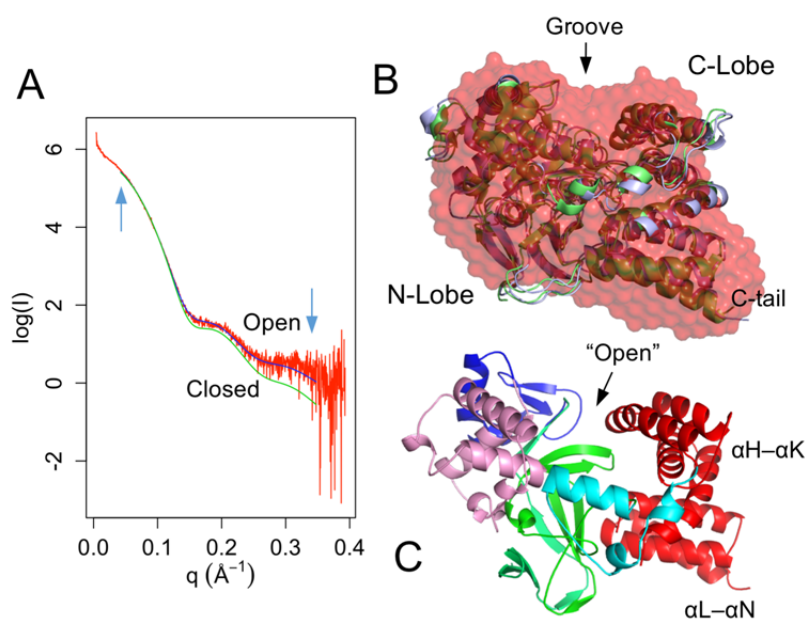 A
log(I)
6
4
2
0
-2
Open
Closed
0.0 0.1 0.2 0.3 0.4
q (Å⁻¹)
B
Groove
C-Lobe
N-Lobe
C-tail
"Open"
αH–αK
C
αL–αN